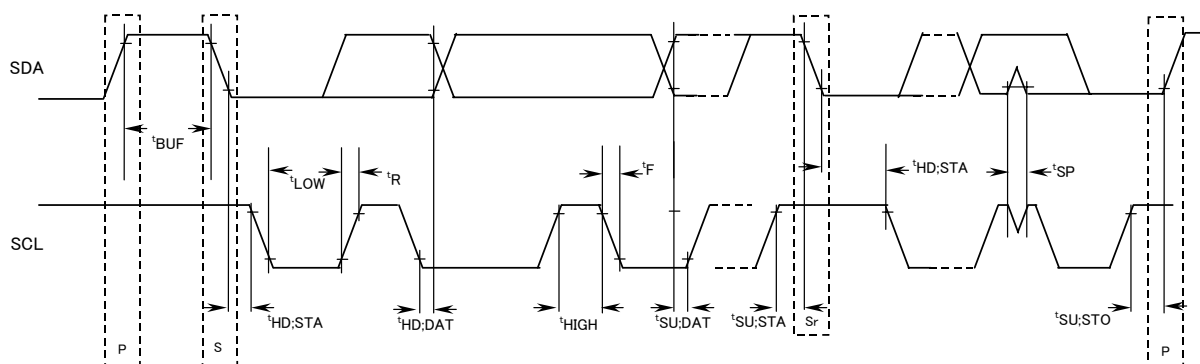 SDA
tBUF
tLOW
tR
tF
tHD;STA
tSP
SCL
tHD;STA
tHD;DAT
tHIGH
tSU;DAT
tSU;STA
Sr
tSU;STO
P
S
P